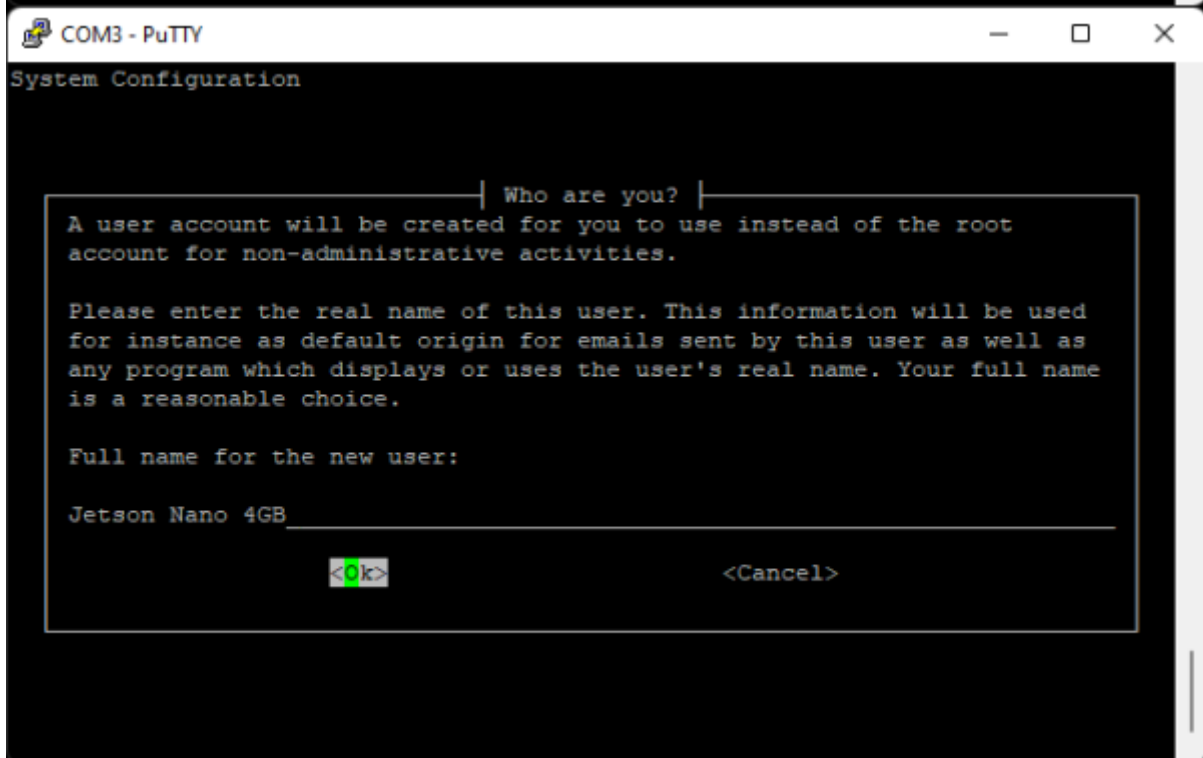 COM3 - PuTTY
System Configuration
Who are you?
A user account will be created for you to use instead of the root
account for non-administrative activities.
Please enter the real name of this user. This information will be used
for instance as default origin for emails sent by this user as well as
any program which displays or uses the user's real name. Your full name
is a reasonable choice.
Full name for the new user:
Jetson Nano 4GB
<Ok> <Cancel>